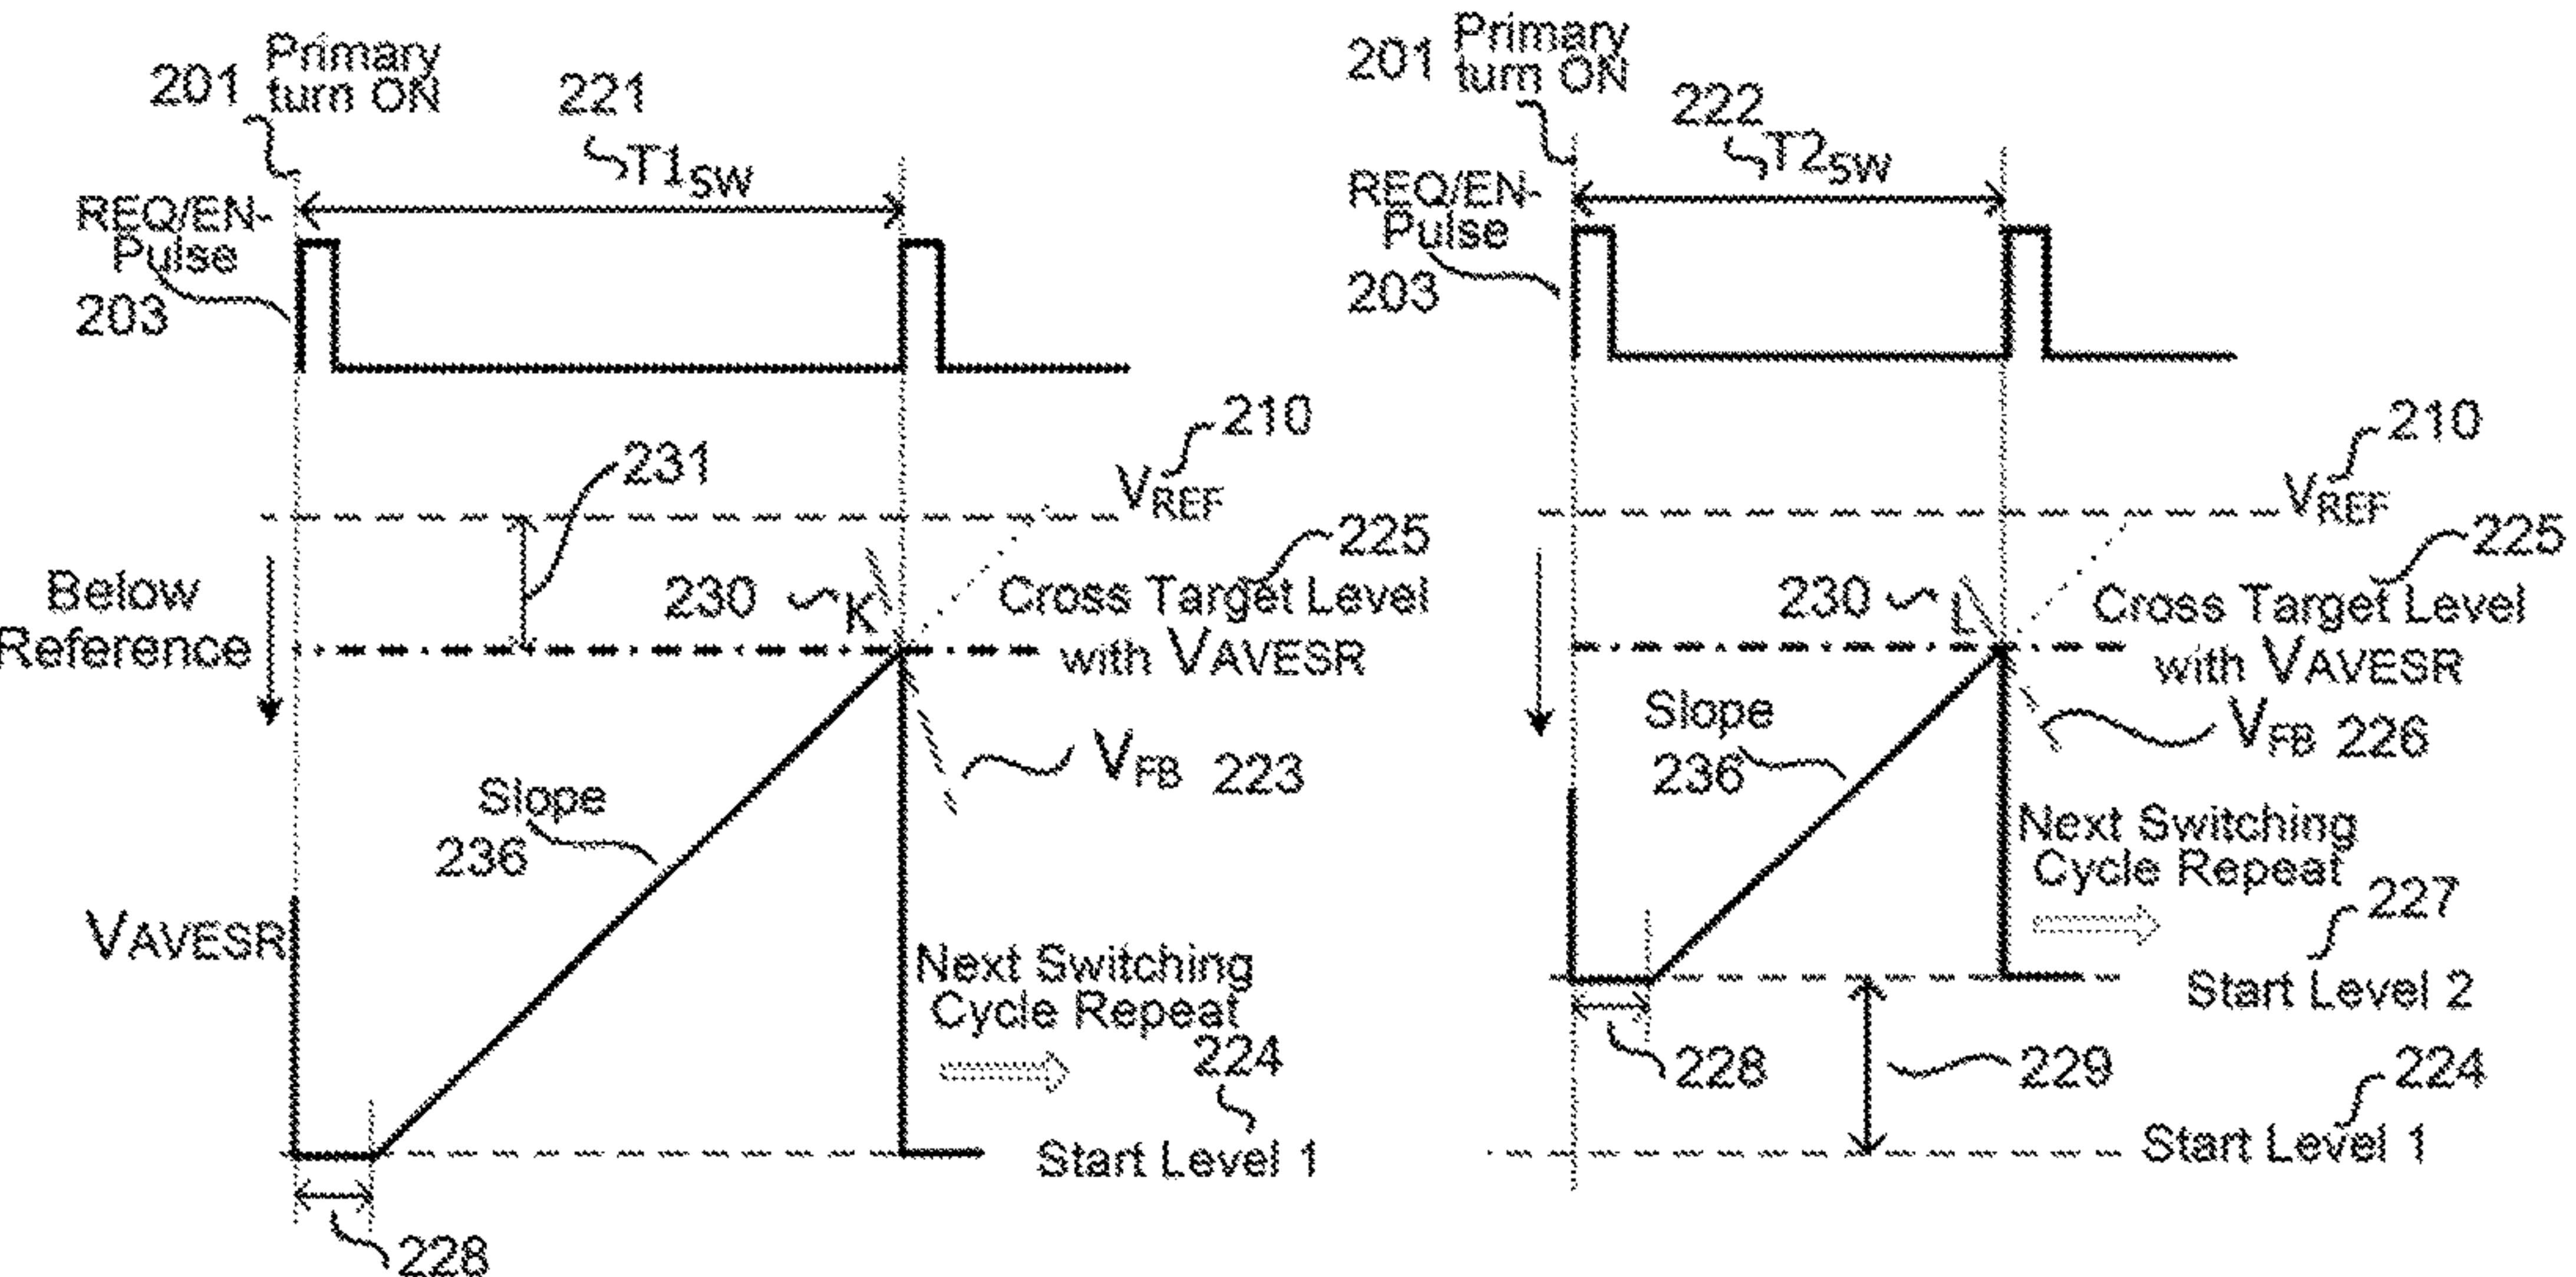 201 Primary
turn ON
221
T1SW
REQ/EN-
Pulse
203
231
210
VREF
Below
Reference
230 K
225
Cross Target Level
with VAVESR
VFB 223
Slope
236
VAVESR
Next Switching
Cycle Repeat
224
Start Level 1
228
201 Primary
turn ON
222
T2SW
REQ/EN-
Pulse
203
210
VREF
230 L
225
Cross Target Level
with VAVESR
VFB 226
Slope
236
Next Switching
Cycle Repeat
227
Start Level 2
228
229
224
Start Level 1